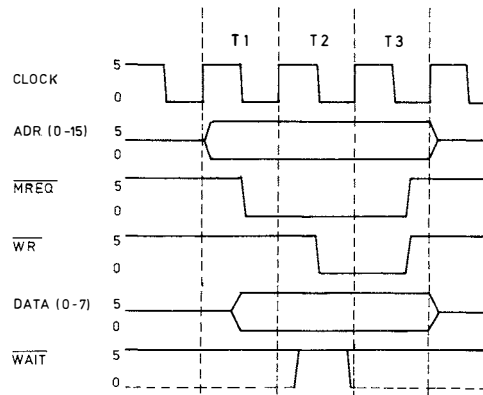 T1 T2 T3
CLOCK 5
0
ADR (0-15) 5
0
MREQ 5
0
WR 5
0
DATA (0-7) 5
0
WAIT 5
0